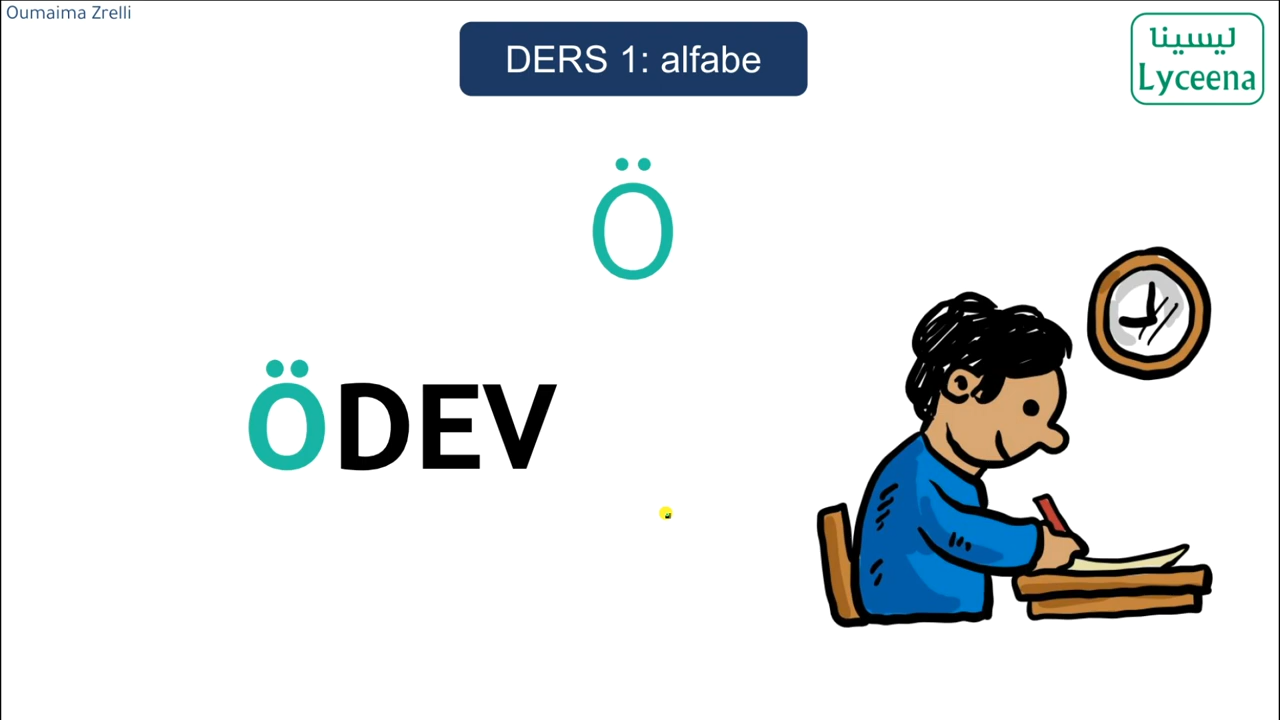 Oumaima Zrelli
DERS 1: alfabe
ليسينا
Lyceena
Ö
ÖDEV